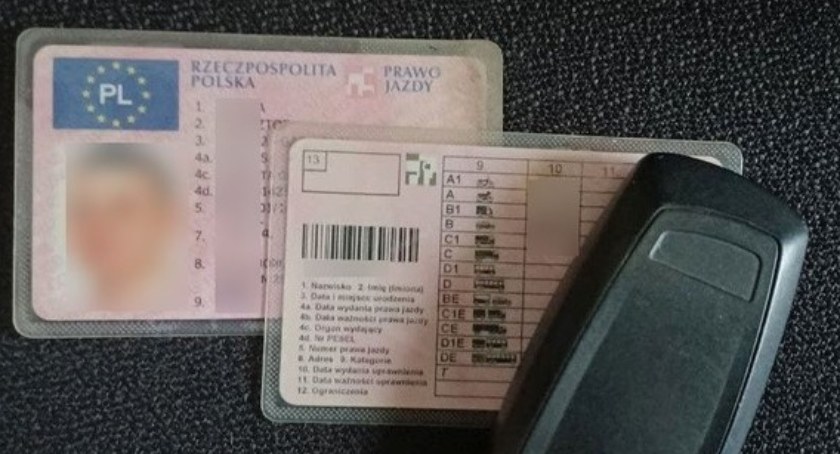 PL
RZECZPOSPOLITA
POLSKA
PRAWO
JAZDY
1.
2.
3.
4a.
4c.
4d.
5.
7.
8.
9.
13
9 10 11
A1
A
B1
B
C1
C
D1
D
BE
C1E
CE
D1E
DE
T
1. Nazwisko 2. Imię (imiona)
3. Data i miejsce urodzenia
4a. Data wydania prawa jazdy
4b. Data ważności prawa jazdy
4c. Organ wydający
4d. Nr PESEL
5. Numer prawa jazdy
8. Adres 9. Kategorie
10. Data wydania uprawnienia
11. Data ważności uprawnienia
12. Ograniczenia